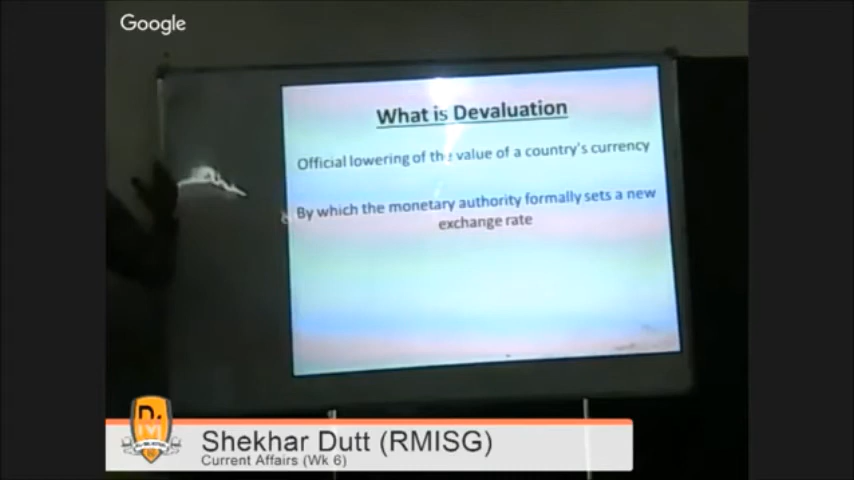 Google
What is Devaluation
Official lowering of the value of a country's currency
By which the monetary authority formally sets a new
exchange rate
Shekhar Dutt (RMISG)
Current Affairs (Wk 6)